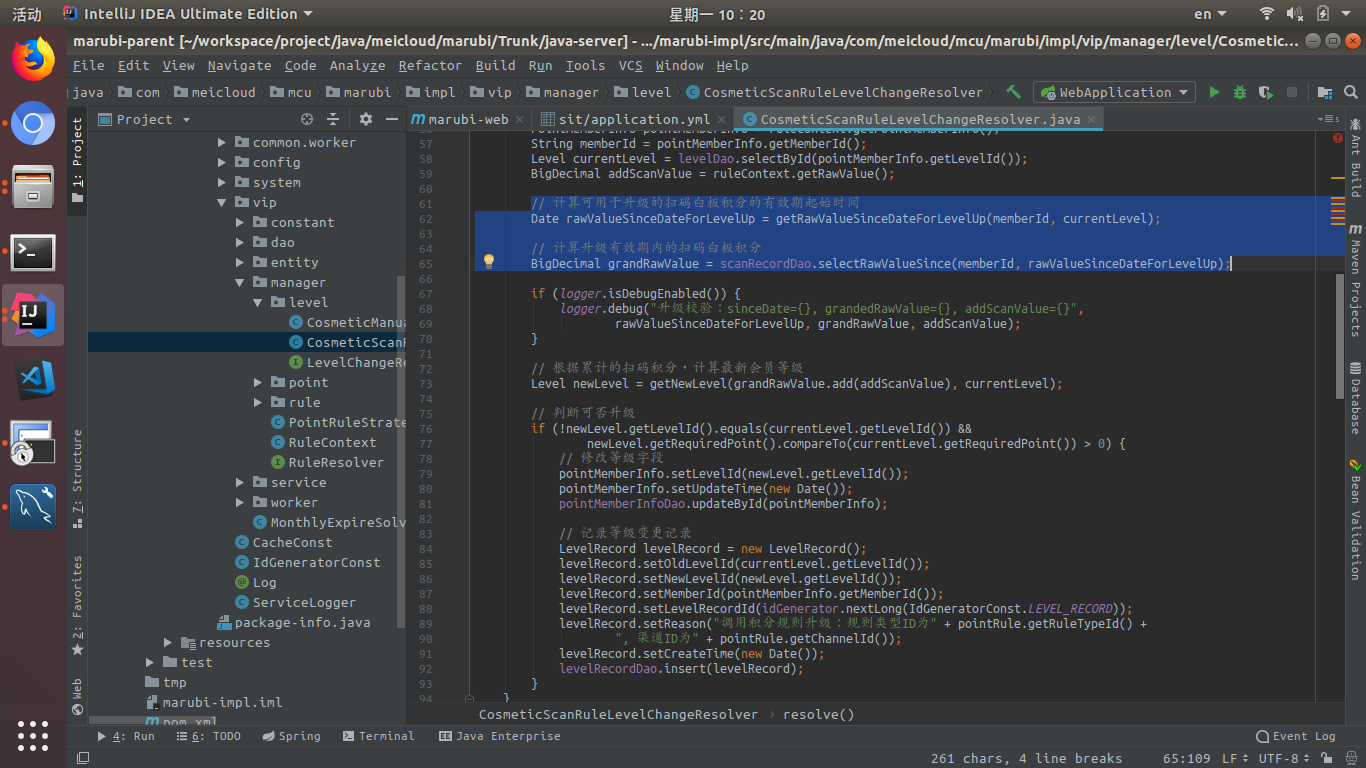 活动
IntelliJ IDEA Ultimate Edition
星期一 10：20
en
marubi-parent [~/workspace/project/java/meicloud/marubi/Trunk/java-server] - .../marubi-impl/src/main/java/com/meicloud/mcu/marubi/impl/vip/manager/level/Cosmetic...
File Edit View Navigate Code Analyze Refactor Build Run Tools VCS Window Help
java com meicloud mcu marubi impl vip manager level CosmeticScanRuleLevelChangeResolver
WebApplication
1: Project
7: Structure
2: Favorites
Web
Project
common.worker
config
system
vip
constant
dao
entity
manager
level
CosmeticManua
CosmeticScanR
LevelChangeRe
point
rule
PointRuleStrate
RuleContext
RuleResolver
service
worker
MonthlyExpireSolv
CacheConst
IdGeneratorConst
Log
ServiceLogger
package-info.java
resources
test
tmp
marubi-impl.iml
pom.xml
marubi-web
sit/application.yml
CosmeticScanRuleLevelChangeResolver.java
56 PointMemberInfo pointMemberInfo = ruleContext.getPointMemberInfo();
57 String memberId = pointMemberInfo.getMemberId();
58 Level currentLevel = levelDao.selectById(pointMemberInfo.getLevelId());
59 BigDecimal addScanValue = ruleContext.getRawValue();
60
61 // 计算可用于升级的扫码白板积分的有效期起始时间
62 Date rawValueSinceDateForLevelUp = getRawValueSinceDateForLevelUp(memberId, currentLevel);
63
64 // 计算升级有效期内的扫码白板积分
65 BigDecimal grandRawValue = scanRecordDao.selectRawValueSince(memberId, rawValueSinceDateForLevelUp);
66
67 if (logger.isDebugEnabled()) {
68 logger.debug("升级校验：sinceDate={}, grandedRawValue={}, addScanValue={}",
69 rawValueSinceDateForLevelUp, grandRawValue, addScanValue);
70 }
71
72 // 根据累计的扫码积分，计算最新会员等级
73 Level newLevel = getNewLevel(grandRawValue.add(addScanValue), currentLevel);
74
75 // 判断可否升级
76 if (!newLevel.getLevelId().equals(currentLevel.getLevelId()) &&
77 newLevel.getRequiredPoint().compareTo(currentLevel.getRequiredPoint()) > 0) {
78 // 修改等级字段
79 pointMemberInfo.setLevelId(newLevel.getLevelId());
80 pointMemberInfo.setUpdateTime(new Date());
81 pointMemberInfoDao.updateById(pointMemberInfo);
82
83 // 记录等级变更记录
84 LevelRecord levelRecord = new LevelRecord();
85 levelRecord.setOldLevelId(currentLevel.getLevelId());
86 levelRecord.setNewLevelId(newLevel.getLevelId());
87 levelRecord.setMemberId(pointMemberInfo.getMemberId());
88 levelRecord.setLevelRecordId(idGenerator.nextLong(IdGeneratorConst.LEVEL_RECORD));
89 levelRecord.setReason("调用积分规则升级：规则类型ID为" + pointRule.getRuleTypeId() +
90 ", 渠道ID为" + pointRule.getChannelId());
91 levelRecord.setCreateTime(new Date());
92 levelRecordDao.insert(levelRecord);
93 }
94 }
CosmeticScanRuleLevelChangeResolver › resolve()
Ant Build
Maven Projects
Database
Bean Validation
4: Run 6: TODO Spring Terminal Java Enterprise Event Log
261 chars, 4 line breaks 65:109 LF UTF-8